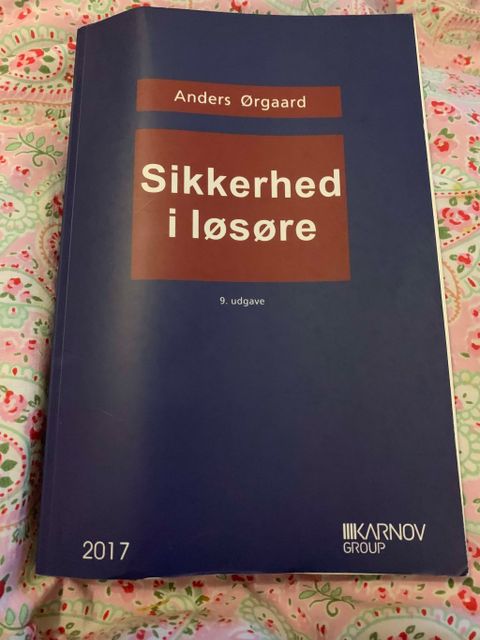 Anders Ørgaard
Sikkerhed
i løsøre
9. udgave
2017
KARNOV
GROUP